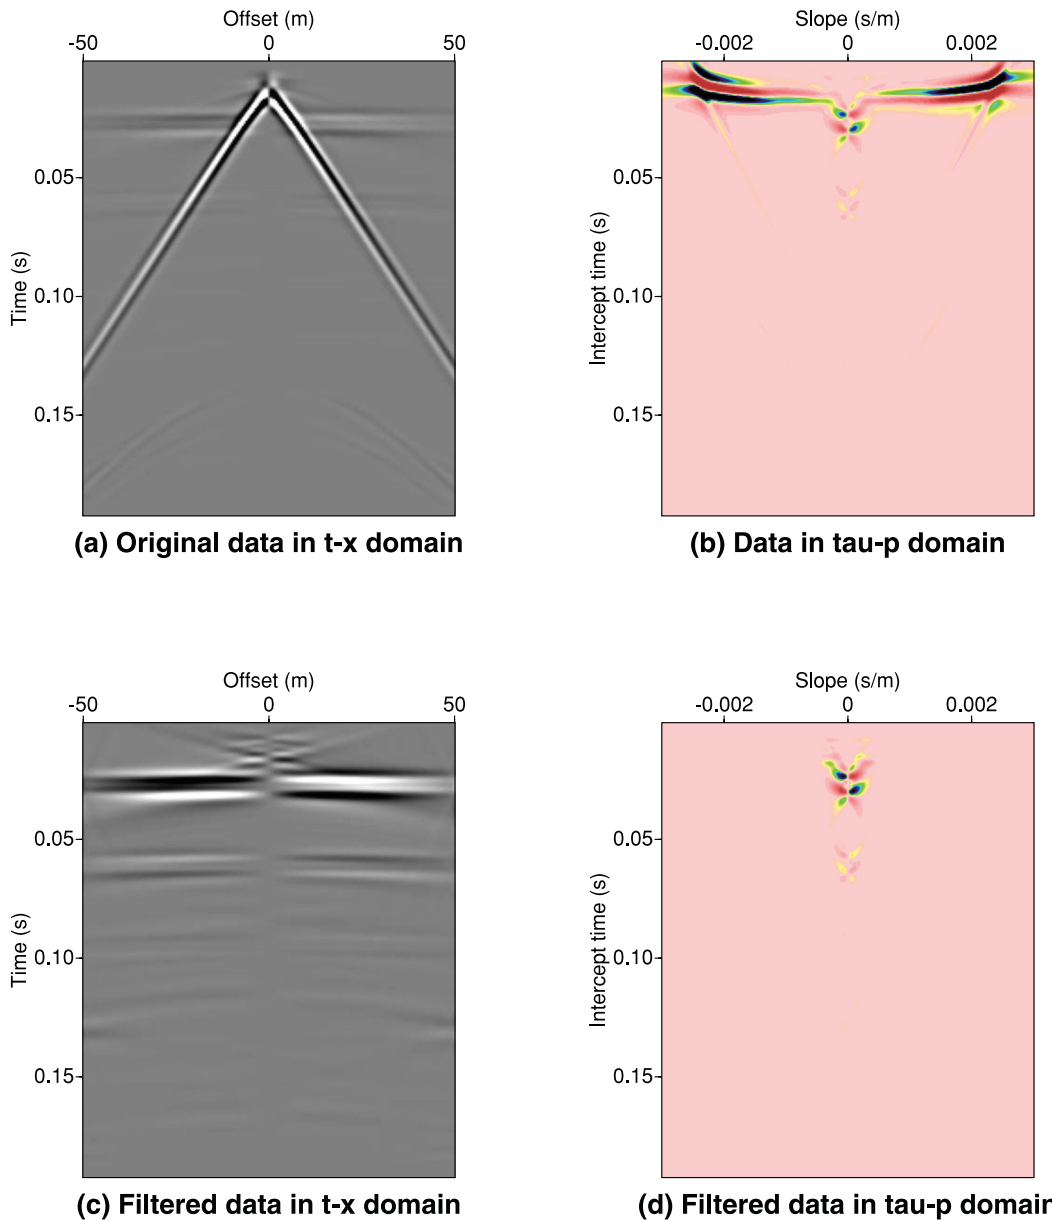 Offset (m)
-50 0 50
0.05
0.10
0.15
Time (s)
(a) Original data in t-x domain
Slope (s/m)
-0.002 0 0.002
0.05
0.10
0.15
Intercept time (s)
(b) Data in tau-p domain
Offset (m)
-50 0 50
0.05
0.10
0.15
Time (s)
(c) Filtered data in t-x domain
Slope (s/m)
-0.002 0 0.002
0.05
0.10
0.15
Intercept time (s)
(d) Filtered data in tau-p domain